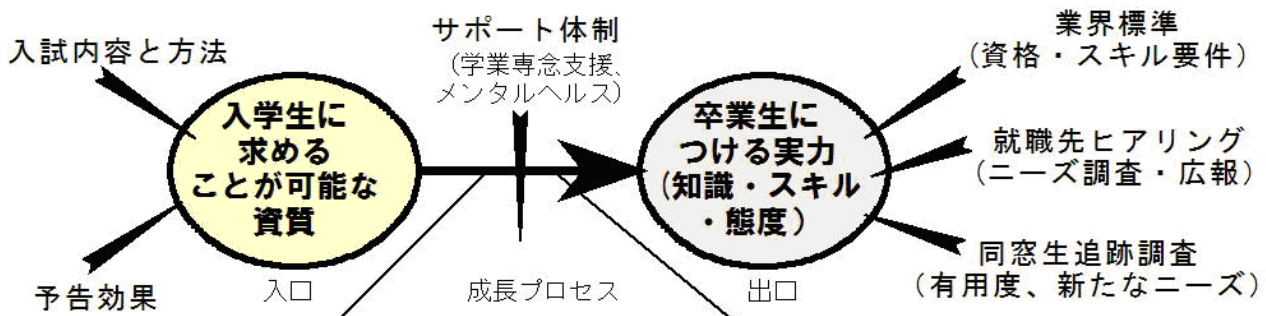 入試内容と方法
予告効果
入学生に
求める
ことが可能な
資質
入口
サポート体制
(学業専念支援、
メンタルヘルス)
成長プロセス
卒業生に
つける実力
(知識・スキル
・態度)
出口
業界標準
(資格・スキル要件)
就職先ヒアリング
(ニーズ調査・広報)
同窓生追跡調査
(有用度、新たなニーズ)